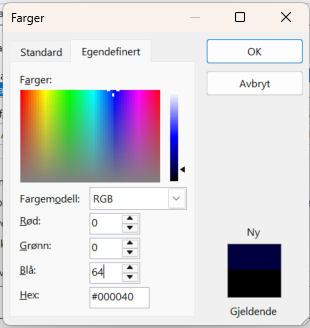 Farger
Standard
Egendefinert
OK
Avbryt
Farger:
Fargemodell:
RGB
Rød:
0
Grønn:
0
Blå:
64
Hex:
#000040
Ny
Gjeldende